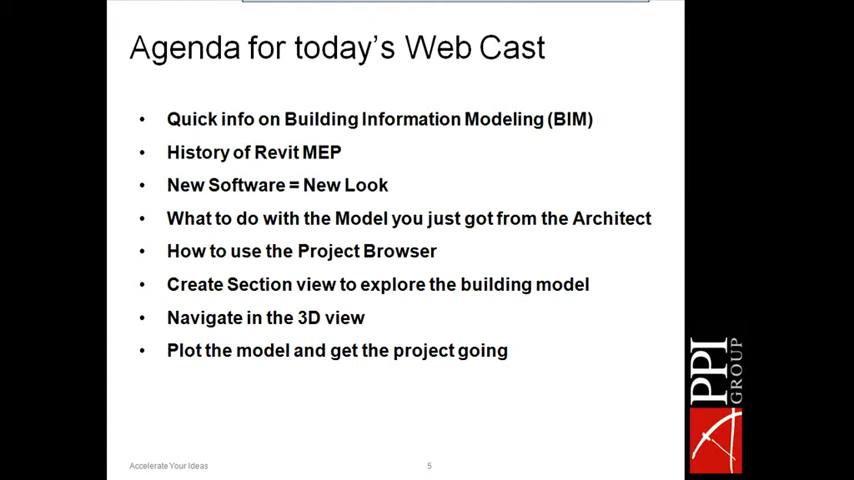 Agenda for today's Web Cast
• Quick info on Building Information Modeling (BIM)
• History of Revit MEP
• New Software = New Look
• What to do with the Model you just got from the Architect
• How to use the Project Browser
• Create Section view to explore the building model
• Navigate in the 3D view
• Plot the model and get the project going
PPI
GROUP
Accelerate Your Ideas
5